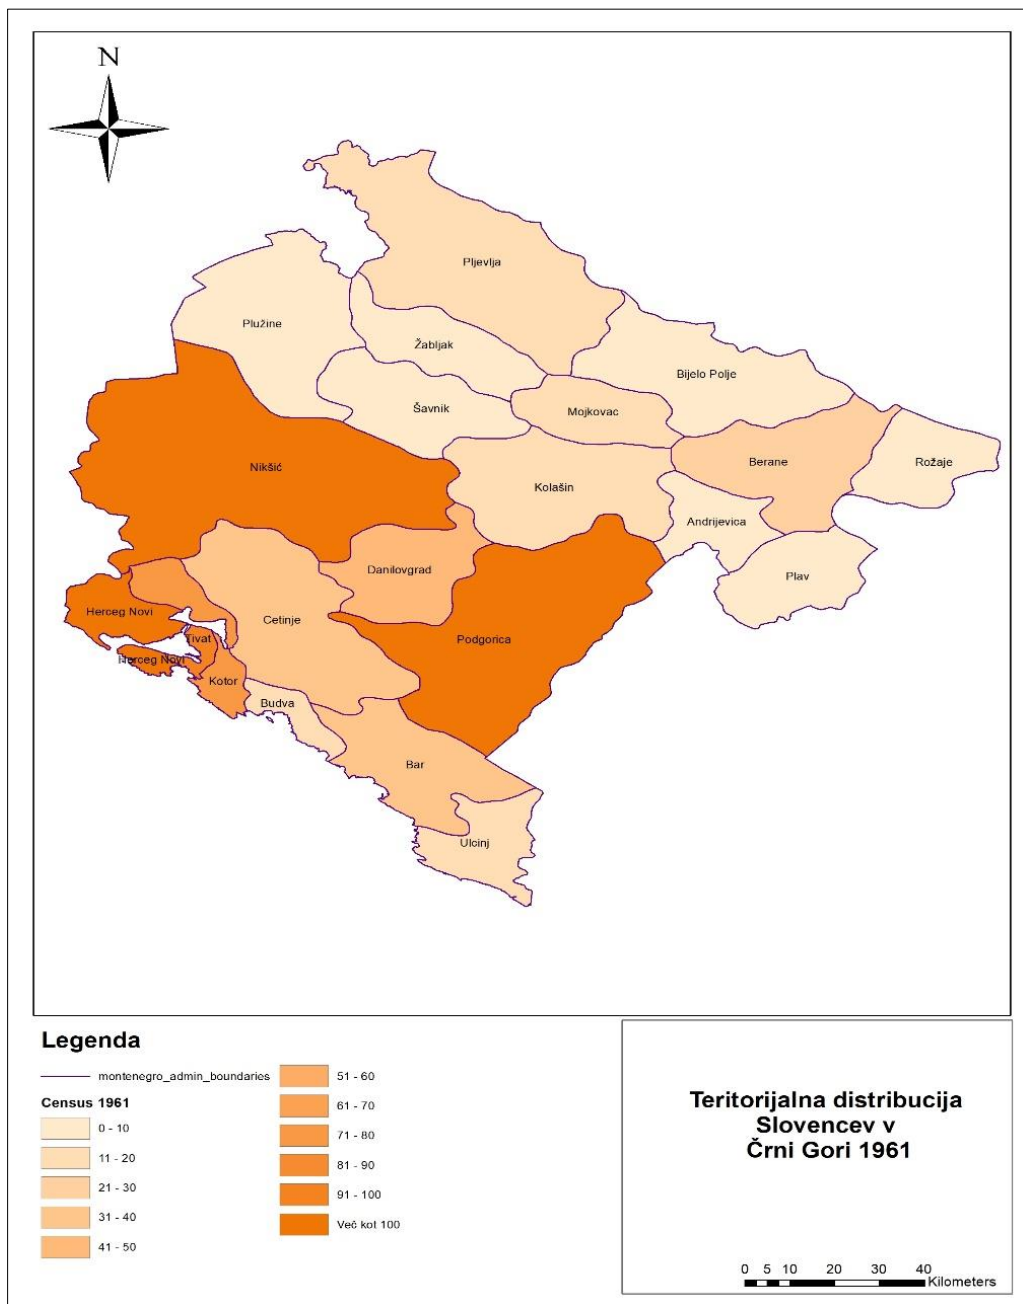 N
Pljevlja
Plužine
Žabljak
Bijelo Polje
Šavnik
Mojkovac
Nikšić
Berane
Rožaje
Kolašin
Andrijevica
Danilovgrad
Plav
Herceg Novi
Cetinje
Podgorica
Tivat
Herceg Novi
Kotor
Budva
Bar
Ulcinj
Legenda
montenegro_admin_boundaries
Census 1961
0 - 10
11 - 20
21 - 30
31 - 40
41 - 50
51 - 60
61 - 70
71 - 80
81 - 90
91 - 100
Več kot 100
Teritorijalna distribucija
Slovencev v
Črni Gori 1961
0 5 10 20 30 40
Kilometers